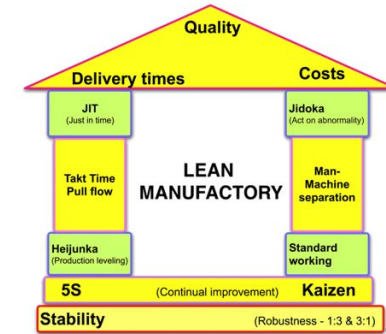 Quality
Delivery times Costs
JIT
(Just in time)
Jidoka
(Act on abnormality)
Takt Time
Pull flow
LEAN
MANUFACTORY
Man-
Machine
separation
Heijunka
(Production leveling)
Standard
working
5S (Continual improvement) Kaizen
Stability (Robustness - 1:3 & 3:1)